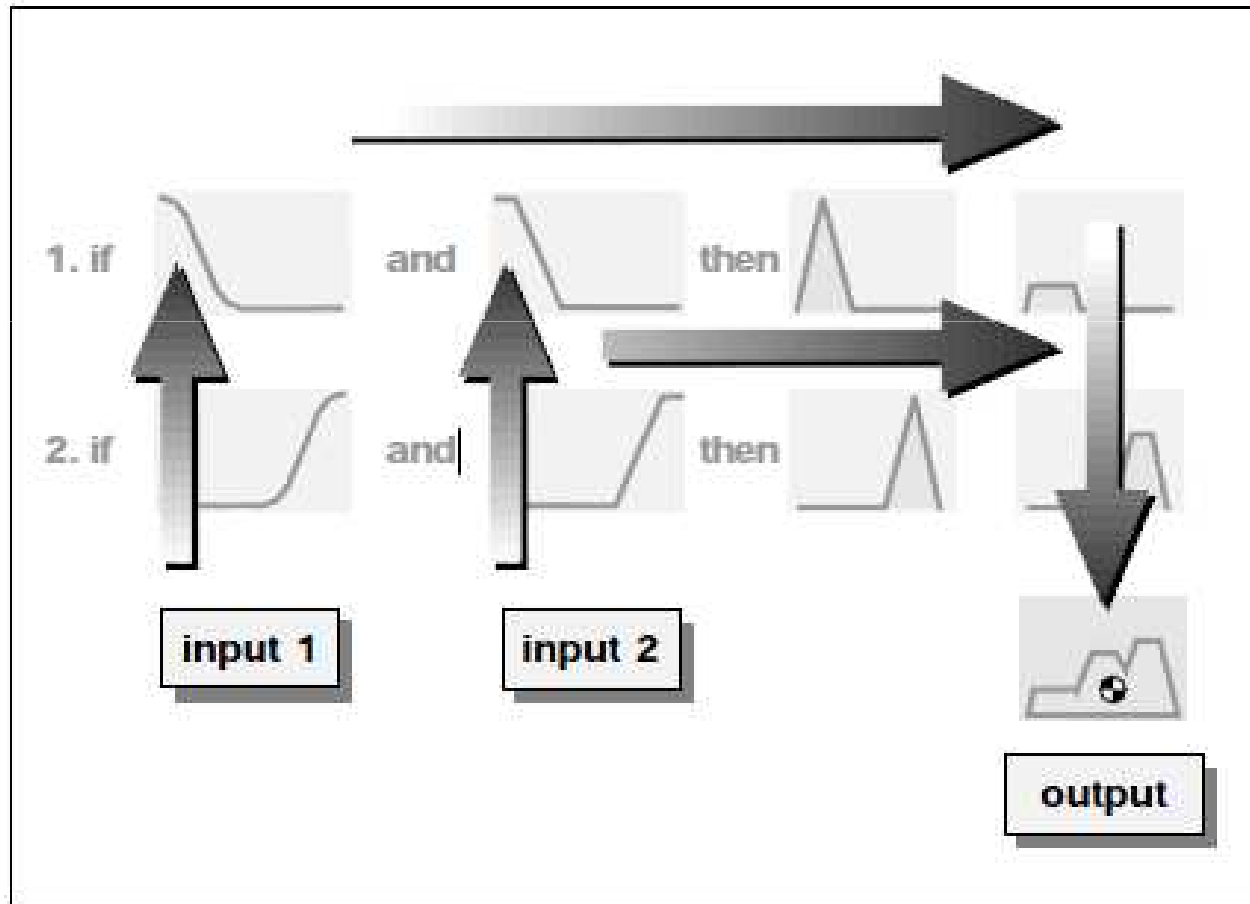 1. if and then
2. if and then
input 1 input 2
output